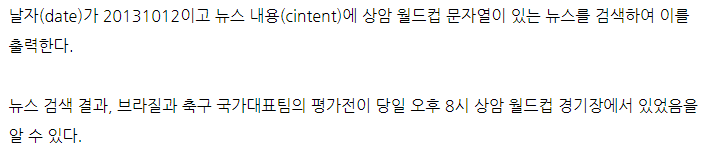 날자(date)가 20131012이고 뉴스 내용(cintent)에 상암 월드컵 문자열이 있는 뉴스를 검색하여 이를
출력한다.
뉴스 검색 결과, 브라질과 축구 국가대표팀의 평가전이 당일 오후 8시 상암 월드컵 경기장에서 있었음을
알 수 있다.